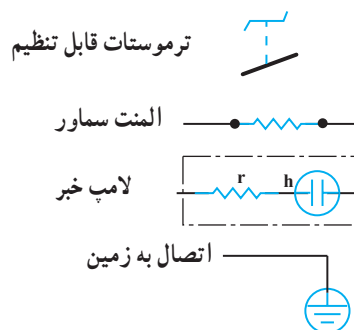 ترموستات قابل تنظیم
المنت سماور
لامپ خبر
r
h
اتصال به زمین